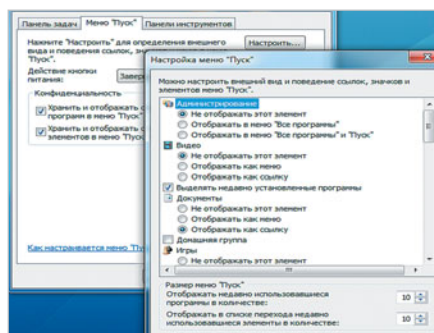 Панель задач Меню "Пуск" Панели инструментов
Нажмите "Настроить" для определения внешнего
вида и поведения ссылок,
"Пуск".
Настроить...
Действие кнопки
питания:
Конфиденциальность
Хранить и отображать
программ в меню "Пуск"
Хранить и отображать
элементов в меню "Пуск"
Как настраивается меню
Настройка меню "Пуск"
Можно настроить внешний вид и поведение ссылок, значков и
элементов меню "Пуск".
Администрирование
Не отображать этот элемент
Отображать в меню "Все программы"
Отображать в меню "Все программы" и "Пуск"
Видео
Не отображать этот элемент
Отображать как меню
Отображать как ссылку
Выделять недавно установленные программы
Документы
Не отображать этот элемент
Отображать как меню
Отображать как ссылку
Домашняя группа
Игры
Не отображать этот элемент
Размер меню "Пуск"
Отображать недавно использовавшиеся
программы в количестве:
10
Отображать в списке перехода недавно
использовавшиеся элементы в количестве:
10